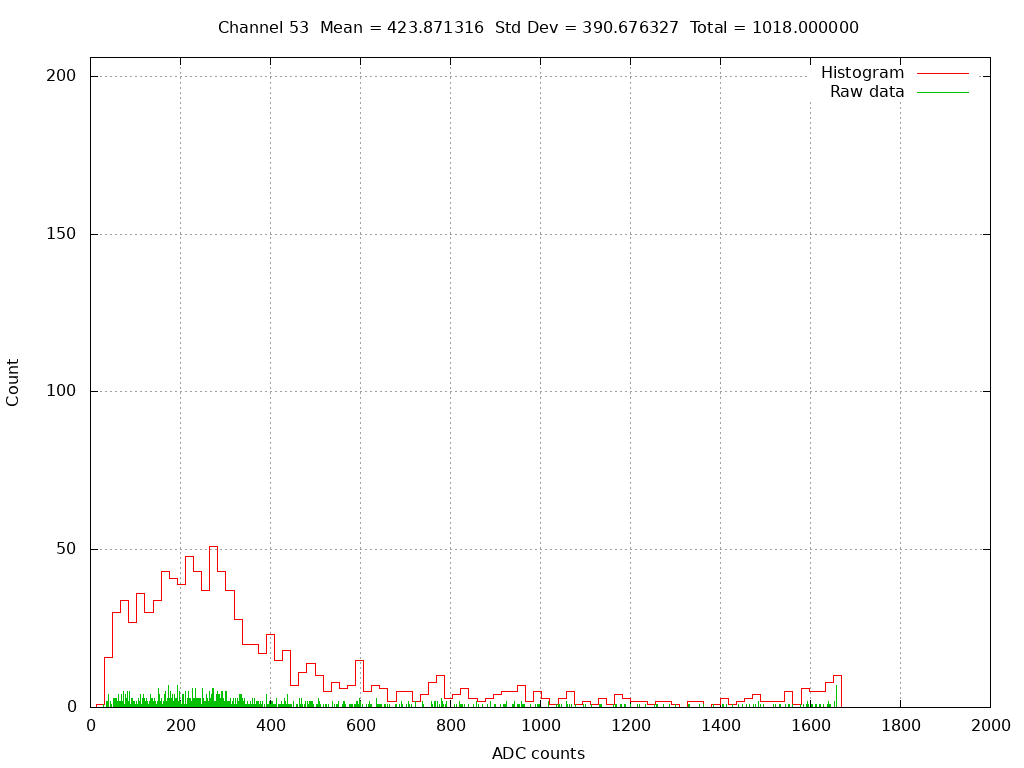 Channel 53  Mean = 423.871316  Std Dev = 390.676327  Total = 1018.000000
Histogram
Raw data
200
150
100
50
0
Count
0 200 400 600 800 1000 1200 1400 1600 1800 2000
ADC counts